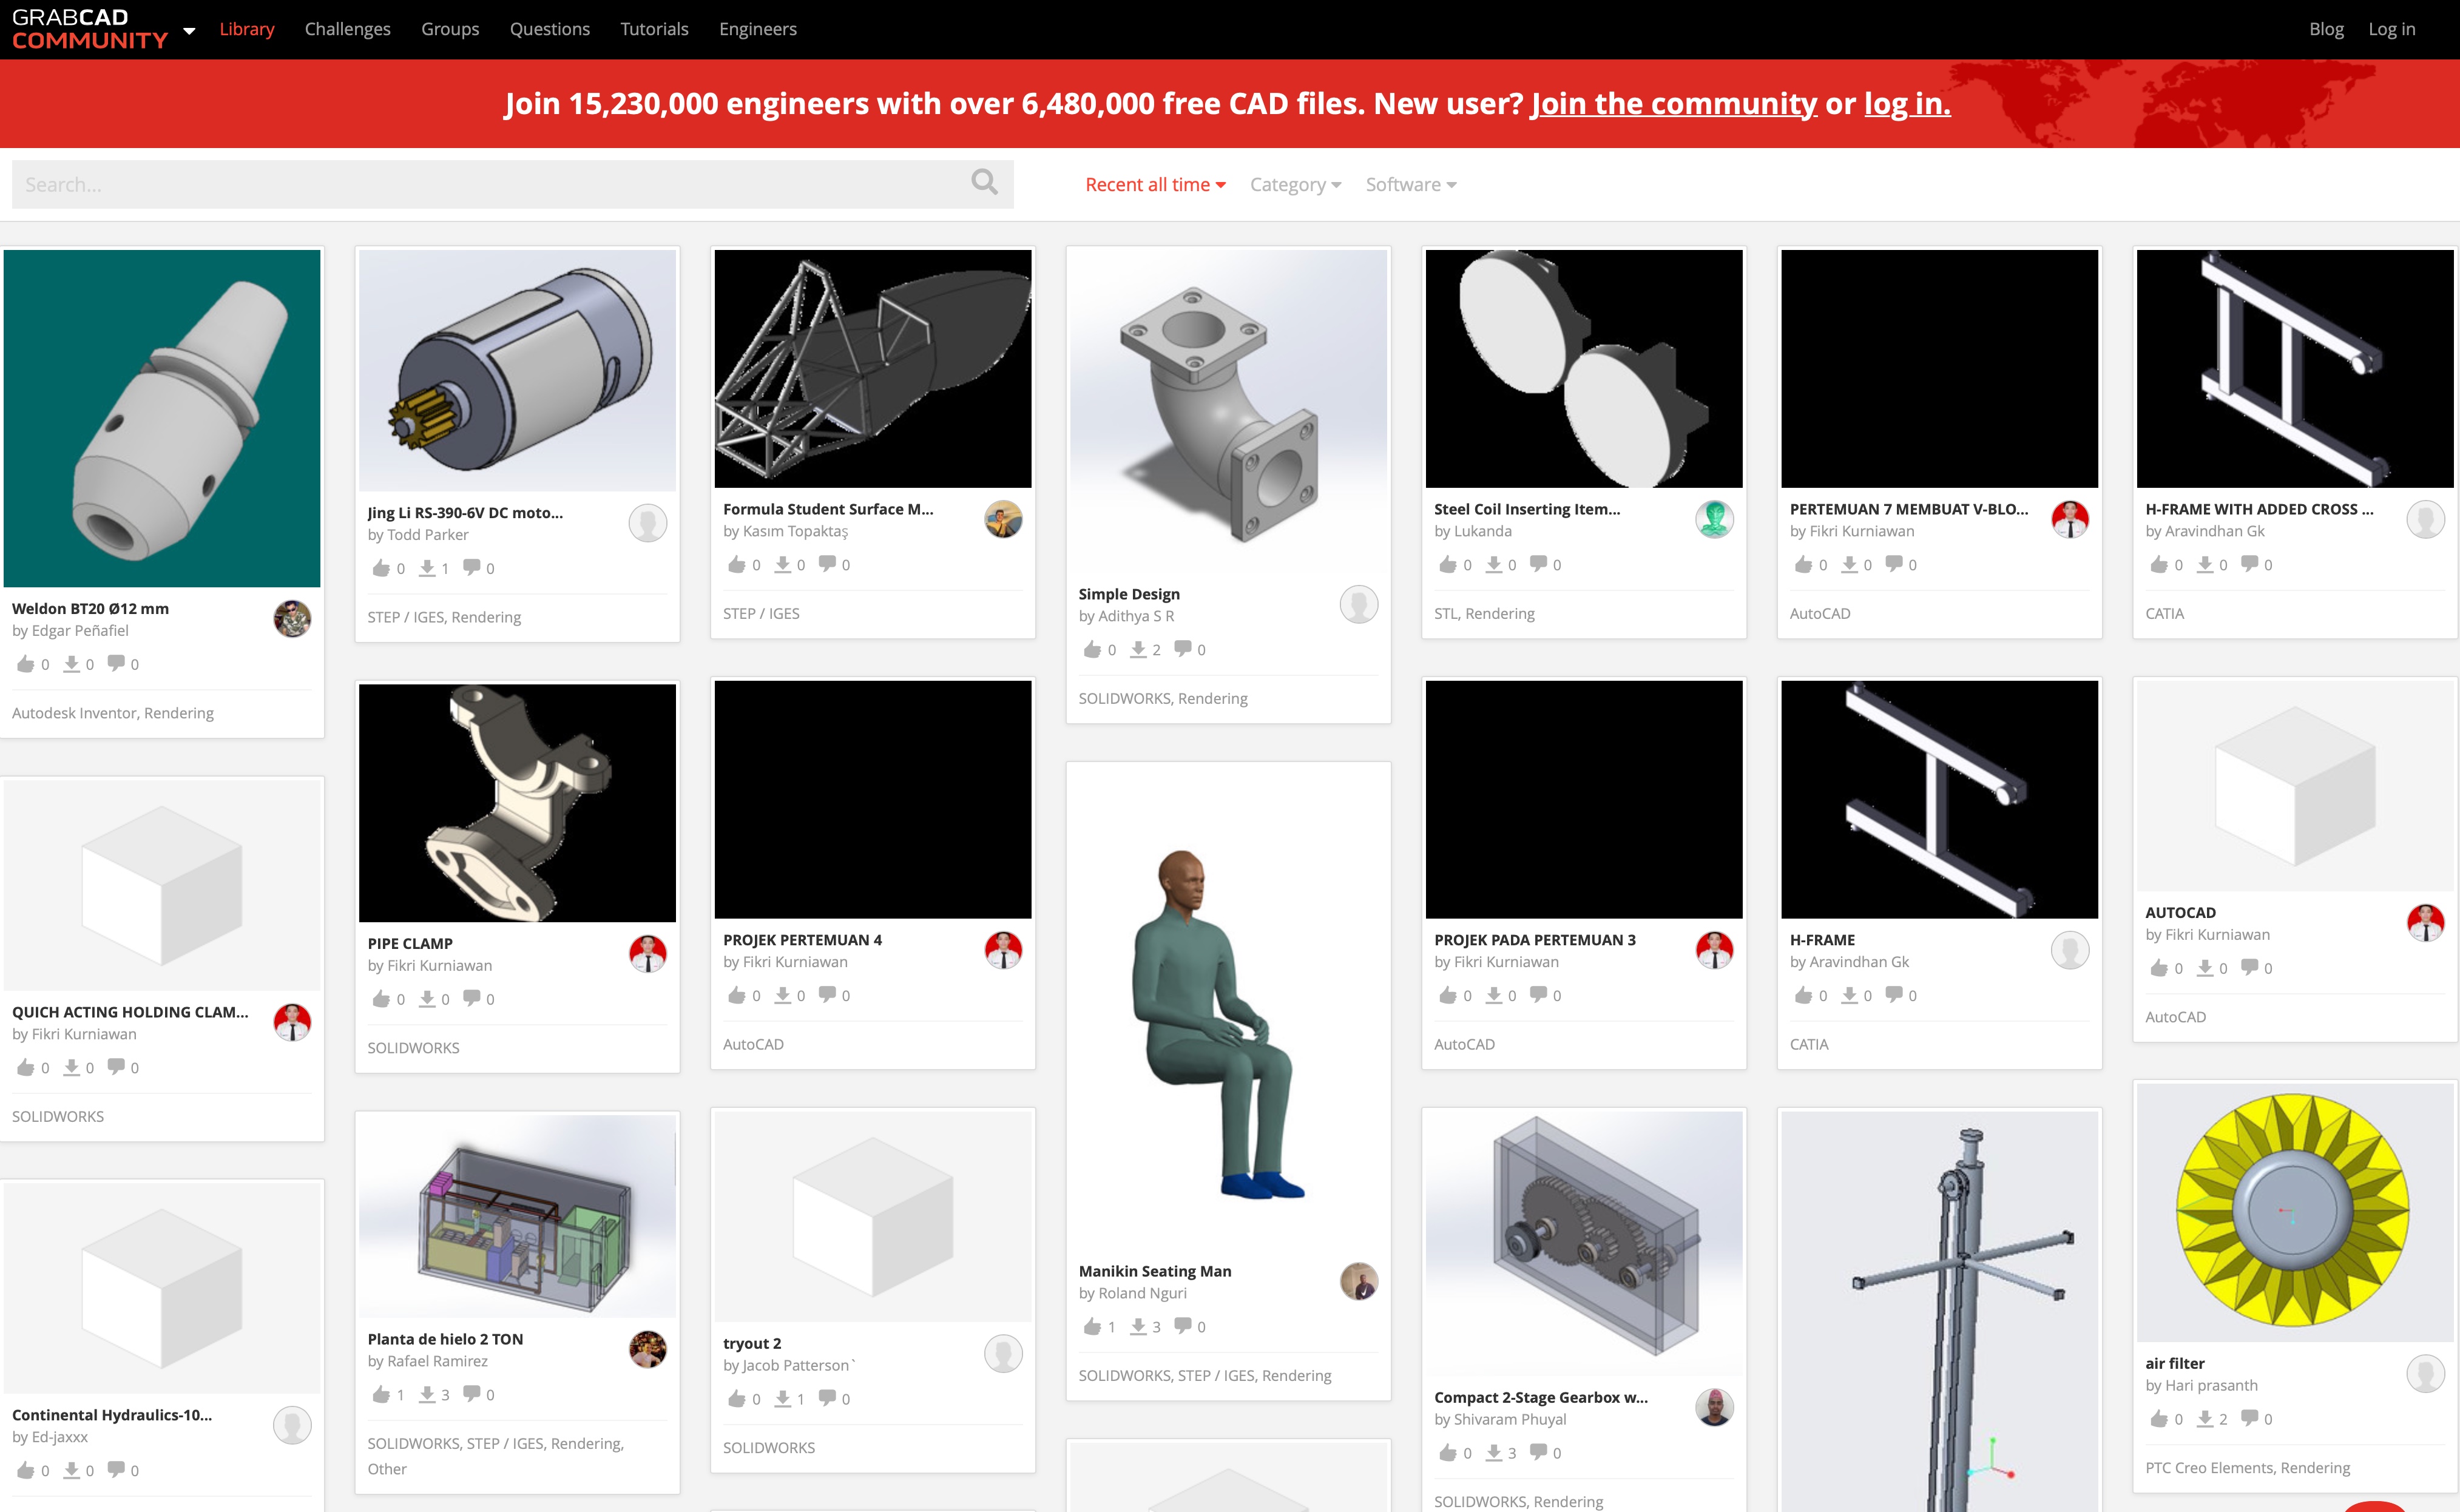 GRABCAD
COMMUNITY
Library
Challenges
Groups
Questions
Tutorials
Engineers
Blog
Log in
Join 15,230,000 engineers with over 6,480,000 free CAD files. New user? Join the community or log in.
Search...
Recent all time
Category
Software
Weldon BT20 Ø12 mm
by Edgar Peñafiel
0 0 0
Autodesk Inventor, Rendering
QUICH ACTING HOLDING CLAM...
by Fikri Kurniawan
0 0 0
SOLIDWORKS
Continental Hydraulics-10...
by Ed-jaxxx
0 0 0
Jing Li RS-390-6V DC moto...
by Todd Parker
0 1 0
STEP / IGES, Rendering
PIPE CLAMP
by Fikri Kurniawan
0 0 0
SOLIDWORKS
Planta de hielo 2 TON
by Rafael Ramirez
1 3 0
SOLIDWORKS, STEP / IGES, Rendering,
Other
Formula Student Surface M...
by Kasım Topaktaş
0 0 0
STEP / IGES
PROJEK PERTEMUAN 4
by Fikri Kurniawan
0 0 0
AutoCAD
tryout 2
by Jacob Patterson`
0 1 0
SOLIDWORKS
Simple Design
by Adithya S R
0 2 0
SOLIDWORKS, Rendering
Manikin Seating Man
by Roland Nguri
1 3 0
SOLIDWORKS, STEP / IGES, Rendering
Steel Coil Inserting Item...
by Lukanda
0 0 0
STL, Rendering
PROJEK PADA PERTEMUAN 3
by Fikri Kurniawan
0 0 0
AutoCAD
Compact 2-Stage Gearbox w...
by Shivaram Phuyal
0 3 0
SOLIDWORKS, Rendering
PERTEMUAN 7 MEMBUAT V-BLO...
by Fikri Kurniawan
0 0 0
AutoCAD
H-FRAME
by Aravindhan Gk
0 0 0
CATIA
H-FRAME WITH ADDED CROSS ...
by Aravindhan Gk
0 0 0
CATIA
AUTOCAD
by Fikri Kurniawan
0 0 0
AutoCAD
air filter
by Hari prasanth
0 2 0
PTC Creo Elements, Rendering